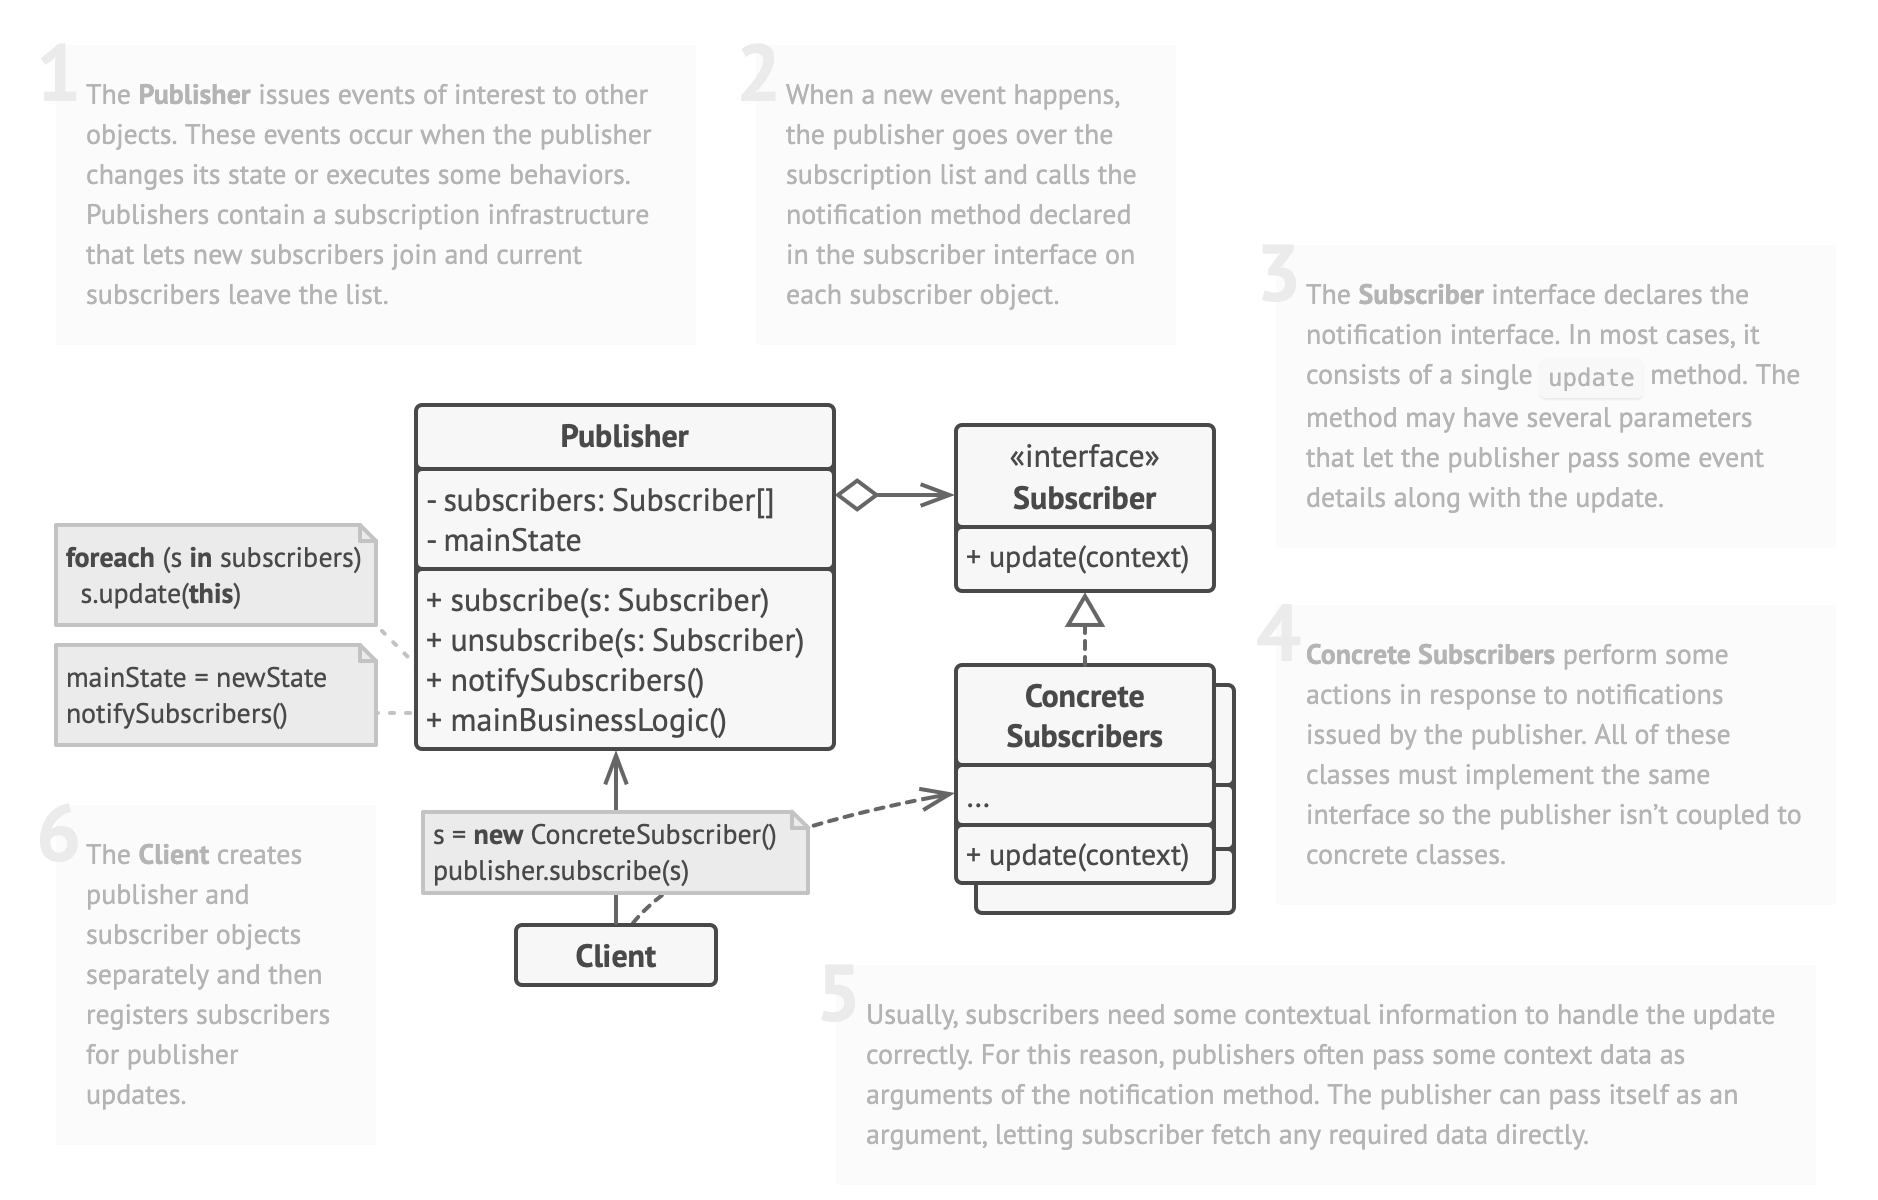 1
The Publisher issues events of interest to other
objects. These events occur when the publisher
changes its state or executes some behaviors.
Publishers contain a subscription infrastructure
that lets new subscribers join and current
subscribers leave the list.
2
When a new event happens,
the publisher goes over the
subscription list and calls the
notification method declared
in the subscriber interface on
each subscriber object.
3
The Subscriber interface declares the
notification interface. In most cases, it
consists of a single update method. The
method may have several parameters
that let the publisher pass some event
details along with the update.
Publisher
- subscribers: Subscriber[]
- mainState
+ subscribe(s: Subscriber)
+ unsubscribe(s: Subscriber)
+ notifySubscribers()
+ mainBusinessLogic()
«interface»
Subscriber
+ update(context)
foreach (s in subscribers)
s.update(this)
mainState = newState
notifySubscribers()
4
Concrete Subscribers perform some
actions in response to notifications
issued by the publisher. All of these
classes must implement the same
interface so the publisher isn’t coupled to
concrete classes.
Concrete
Subscribers
...
+ update(context)
s = new ConcreteSubscriber()
publisher.subscribe(s)
Client
6
The Client creates
publisher and
subscriber objects
separately and then
registers subscribers
for publisher
updates.
5
Usually, subscribers need some contextual information to handle the update
correctly. For this reason, publishers often pass some context data as
arguments of the notification method. The publisher can pass itself as an
argument, letting subscriber fetch any required data directly.